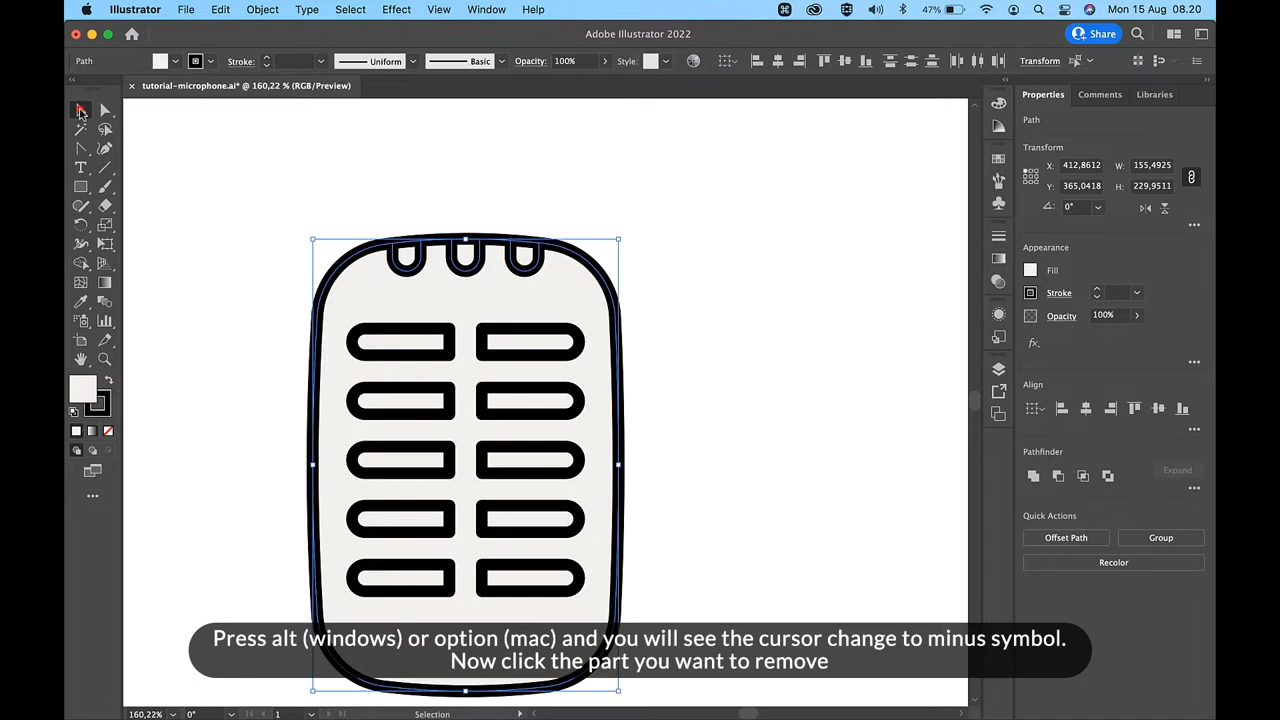 Illustrator File Edit Object Type Select Effect View Window Help 47% Mon 15 Aug 08.20
Adobe Illustrator 2022 Share
Path Stroke: Uniform Basic Opacity: 100% Style: Transform
× tutorial-microphone.ai* @ 160,22 % (RGB/Preview)
Properties Comments Libraries
Path
Transform
X: 412,8612 W: 155,4925
Y: 365,0418 H: 229,9511
0°
Appearance
Fill
Stroke
Opacity 100%
fx.
Align
Pathfinder
Expand
Quick Actions
Offset Path Group
Recolor
Press alt (windows) or option (mac) and you will see the cursor change to minus symbol.
Now click the part you want to remove
160,22% 0° 1 Selection